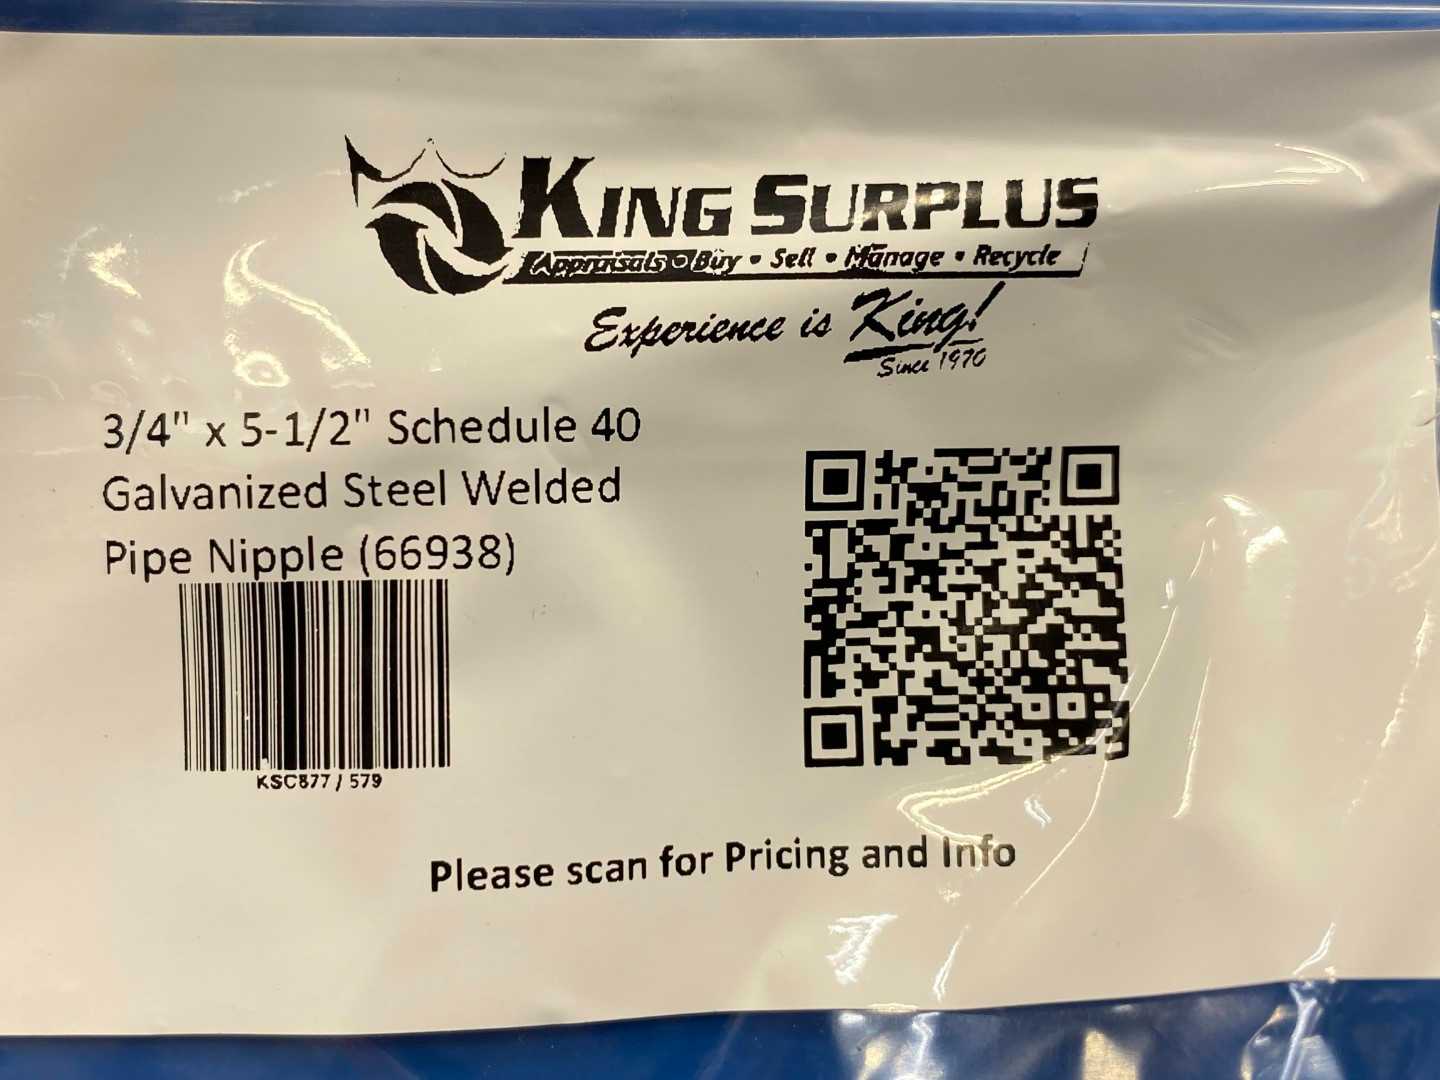 KING SURPLUS
Appraisals • Buy • Sell • Manage • Recycle
Experience is King!
Since 1970
3/4" x 5-1/2" Schedule 40
Galvanized Steel Welded
Pipe Nipple (66938)
KSC877 / 579
Please scan for Pricing and Info